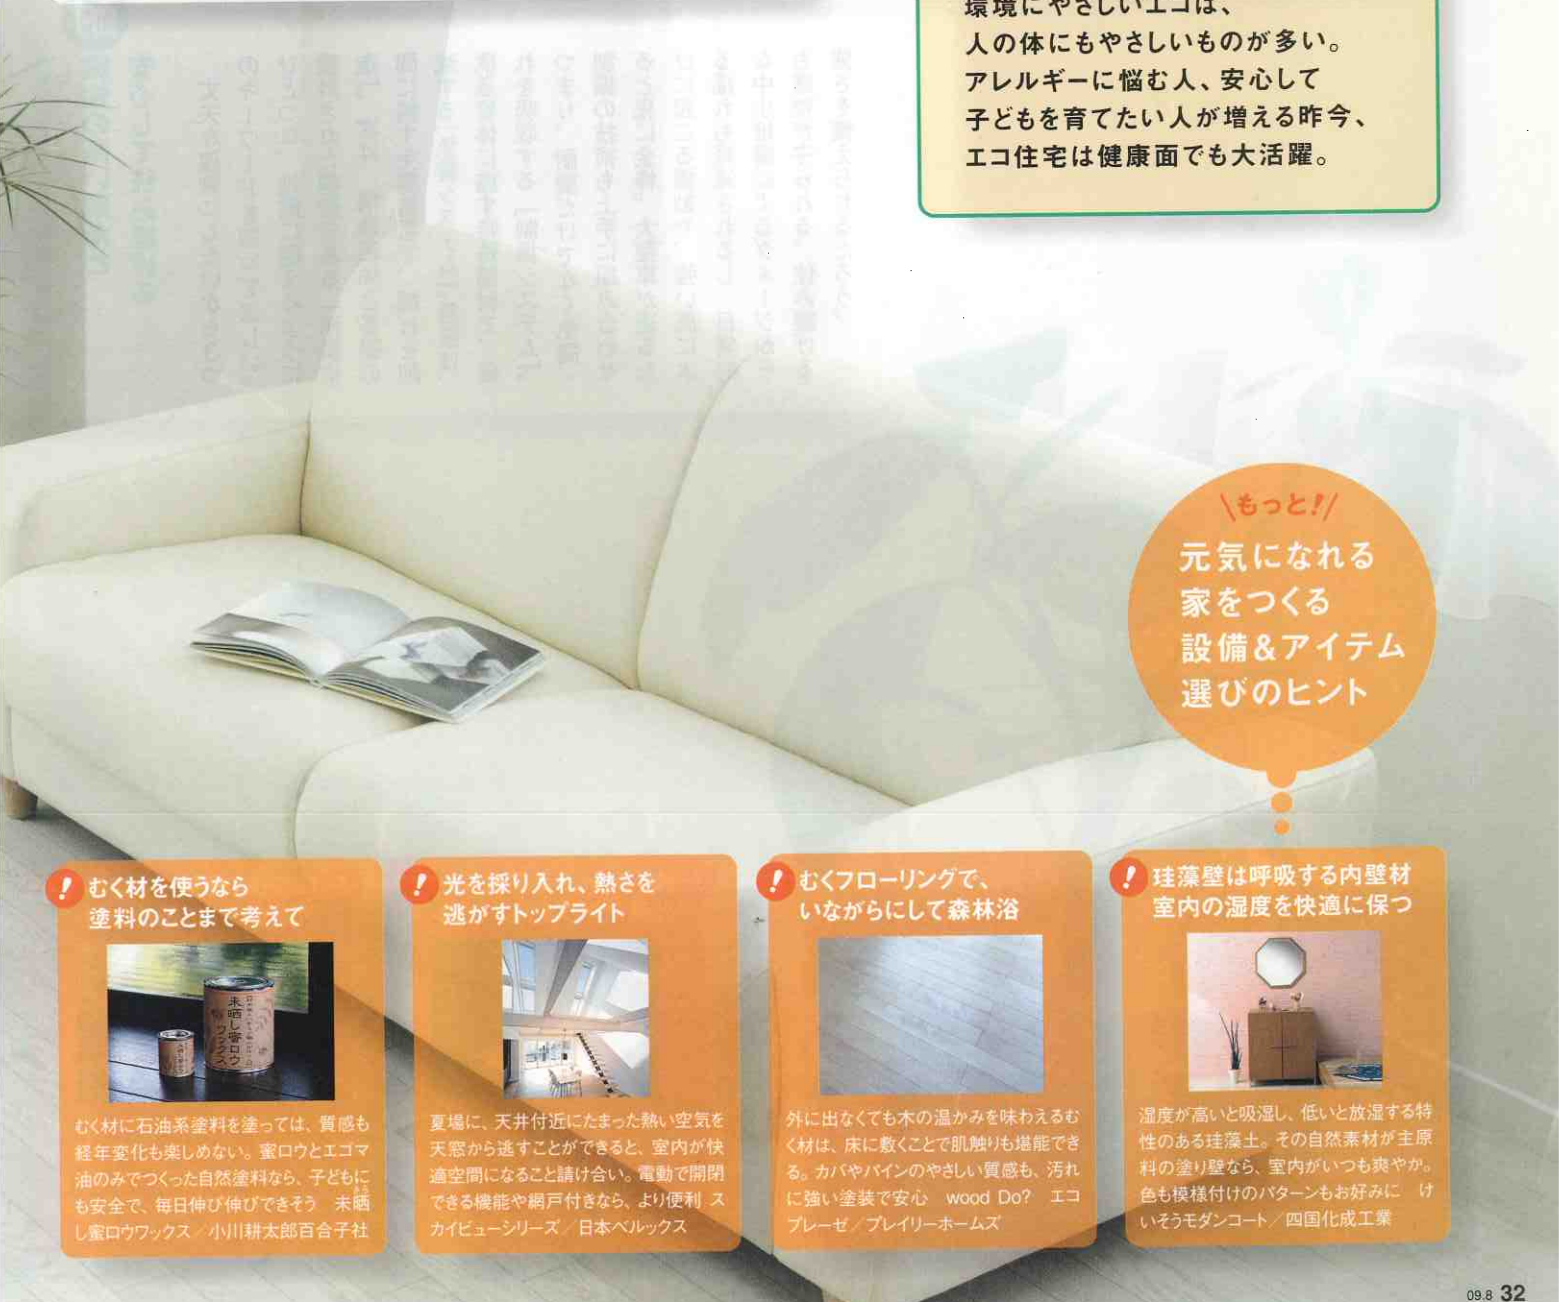 環境にやさしいエコは、
人の体にもやさしいものが多い。
アレルギーに悩む人、安心して
子どもを育てたい人が増える昨今、
エコ住宅は健康面でも大活躍。
もっと!
元気になれる
家をつくる
設備&アイテム
選びのヒント
! むく材を使うなら
塗料のことまで考えて
未晒し蜜ロウ
ワックス
むく材に石油系塗料を塗っては、質感も
経年変化も楽しめない。蜜ロウとエゴマ
油のみでつくった自然塗料なら、子どもに
も安全で、毎日伸び伸びできそう 未晒
し蜜ロウワックス/小川耕太郎百合子社
! 光を採り入れ、熱さを
逃がすトップライト
夏場に、天井付近にたまった熱い空気を
天窓から逃すことができると、室内が快
適空間になること請け合い。電動で開閉
できる機能や網戸付きなら、より便利 ス
カイビューシリーズ/日本ベルックス
! むくフローリングで、
いながらにして森林浴
外に出なくても木の温かみを味わえるむ
く材は、床に敷くことで肌触りも堪能でき
る。カバやパインのやさしい質感も、汚れ
に強い塗装で安心 wood Do? エコ
ブレーゼ/プレイリーホームズ
! 珪藻壁は呼吸する内壁材
室内の湿度を快適に保つ
湿度が高いと吸湿し、低いと放湿する特
性のある珪藻土。その自然素材が主原
料の塗り壁なら、室内がいつも爽やか。
色も模様付けのパターンもお好みに け
いそうモダンコート/四国化成工業
09.8 32